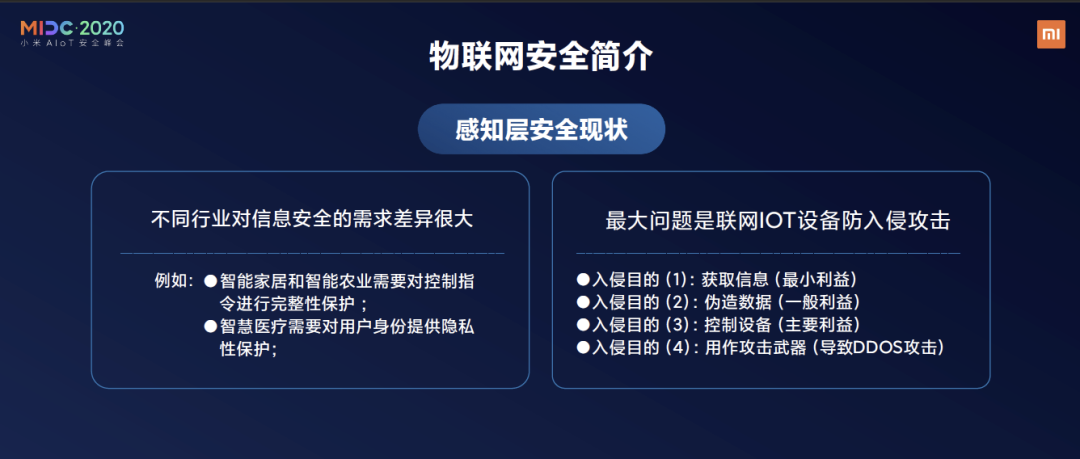 MIDC·2020
小米AIoT安全峰会
mi
物联网安全简介
感知层安全现状
不同行业对信息安全的需求差异很大
例如：●智能家居和智能农业需要对控制指
令进行完整性保护；
●智慧医疗需要对用户身份提供隐私
性保护；
最大问题是联网IOT设备防入侵攻击
●入侵目的（1）：获取信息（最小利益）
●入侵目的（2）：伪造数据（一般利益）
●入侵目的（3）：控制设备（主要利益）
●入侵目的（4）：用作攻击武器（导致DDOS攻击）